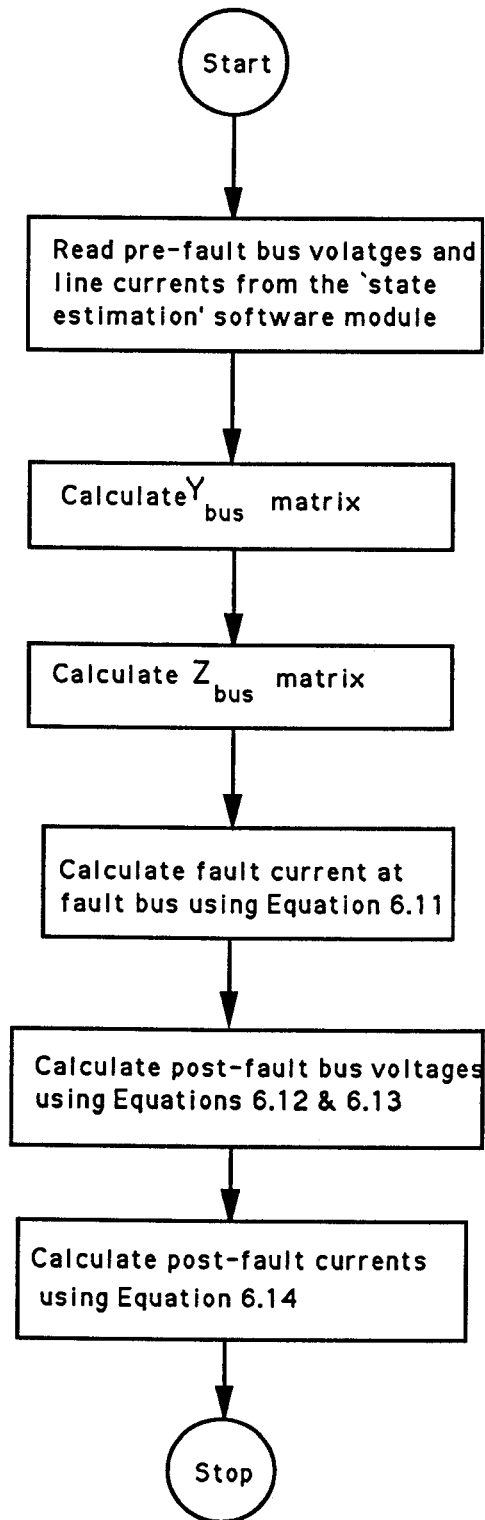 Start
Read pre-fault bus volatges and
line currents from the `state
estimation' software module
Calculate Y bus matrix
Calculate Z bus matrix
Calculate fault current at
fault bus using Equation 6.11
Calculate post-fault bus voltages
using Equations 6.12 & 6.13
Calculate post-fault currents
using Equation 6.14
Stop